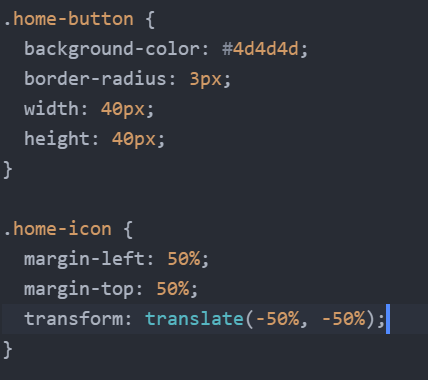 .home-button {
  background-color: #4d4d4d;
  border-radius: 3px;
  width: 40px;
  height: 40px;
}

.home-icon {
  margin-left: 50%;
  margin-top: 50%;
  transform: translate(-50%, -50%);
}